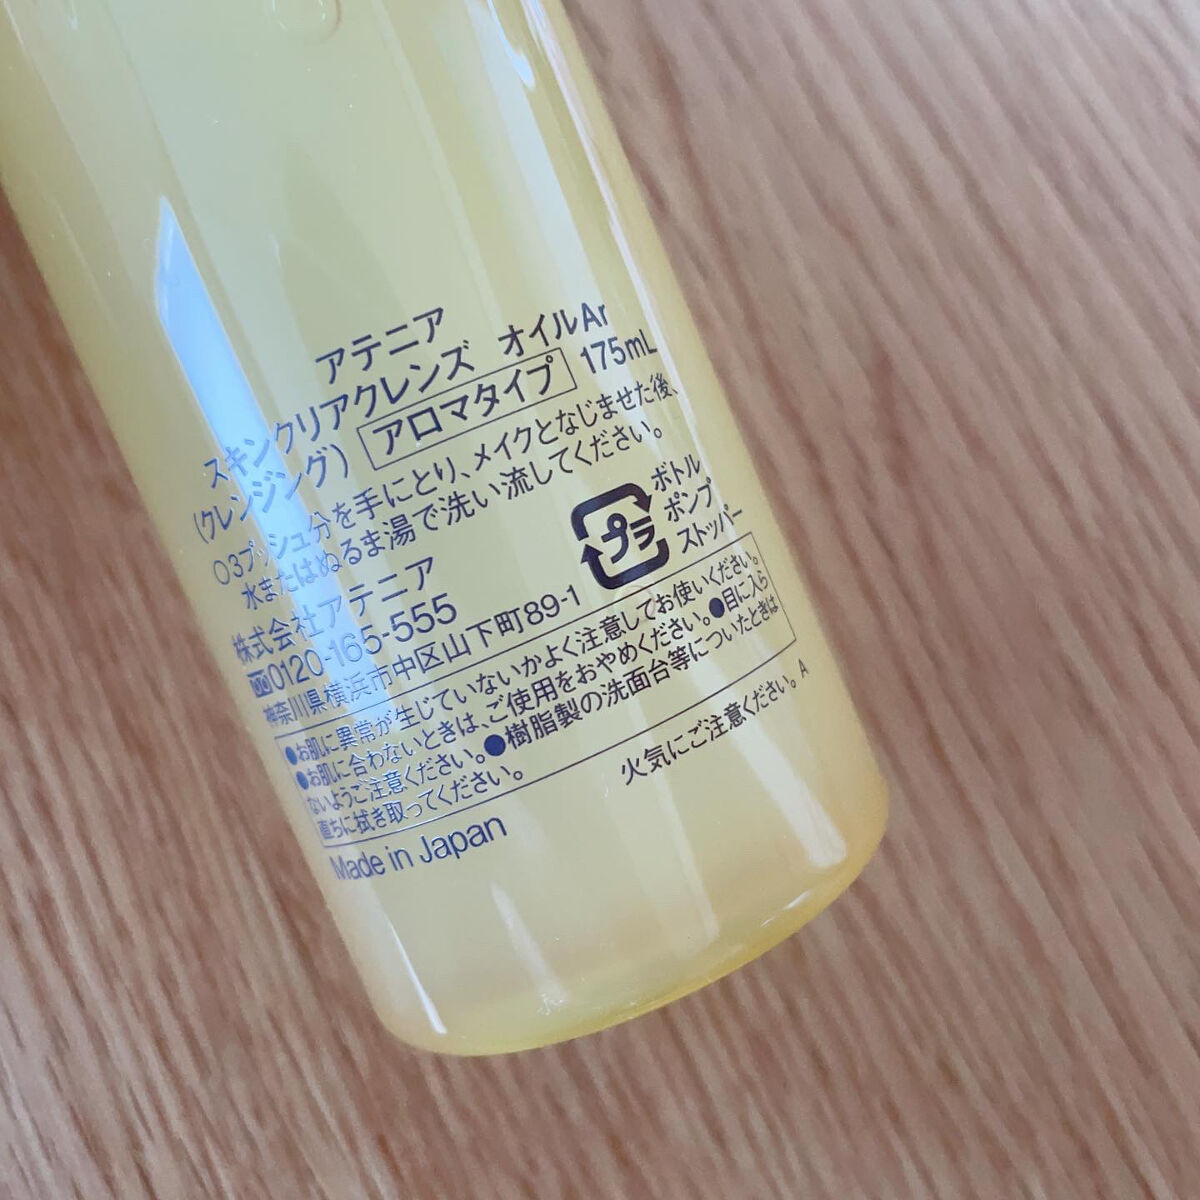 アテニア
スキンクリアクレンズ オイルAr
(クレンジング) アロマタイプ 175mL
○3プッシュ分を手にとり、メイクとなじませた後、
水またはぬるま湯で洗い流してください。
株式会社アテニア
0120-165-555
神奈川県横浜市中区山下町89-1
プラ
ボトル
ポンプ
ストッパー
●お肌に異常が生じていないかよく注意してお使いください。
●お肌に合わないときは、ご使用をおやめください。●目に入ら
ないようご注意ください。●樹脂製の洗面台等についたときは
直ちに拭き取ってください。
火気にご注意ください。A
Made in Japan